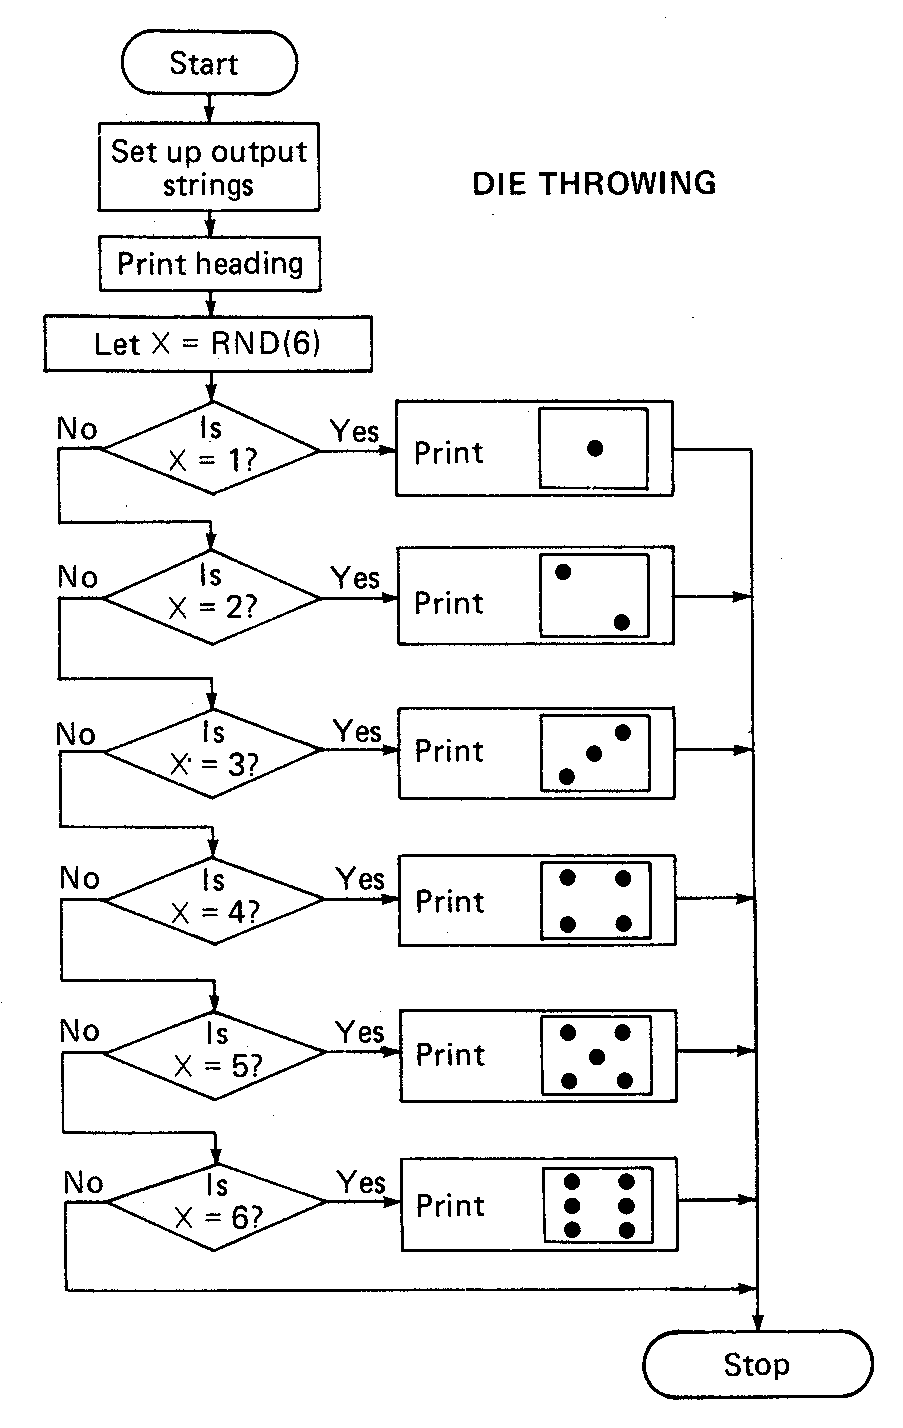 Start
Set up output
strings
DIE THROWING
Print heading
Let X = RND(6)
No
Is
X = 1?
Yes
Print
No
Is
X = 2?
Yes
Print
No
Is
X = 3?
Yes
Print
No
Is
X = 4?
Yes
Print
No
Is
X = 5?
Yes
Print
No
Is
X = 6?
Yes
Print
Stop